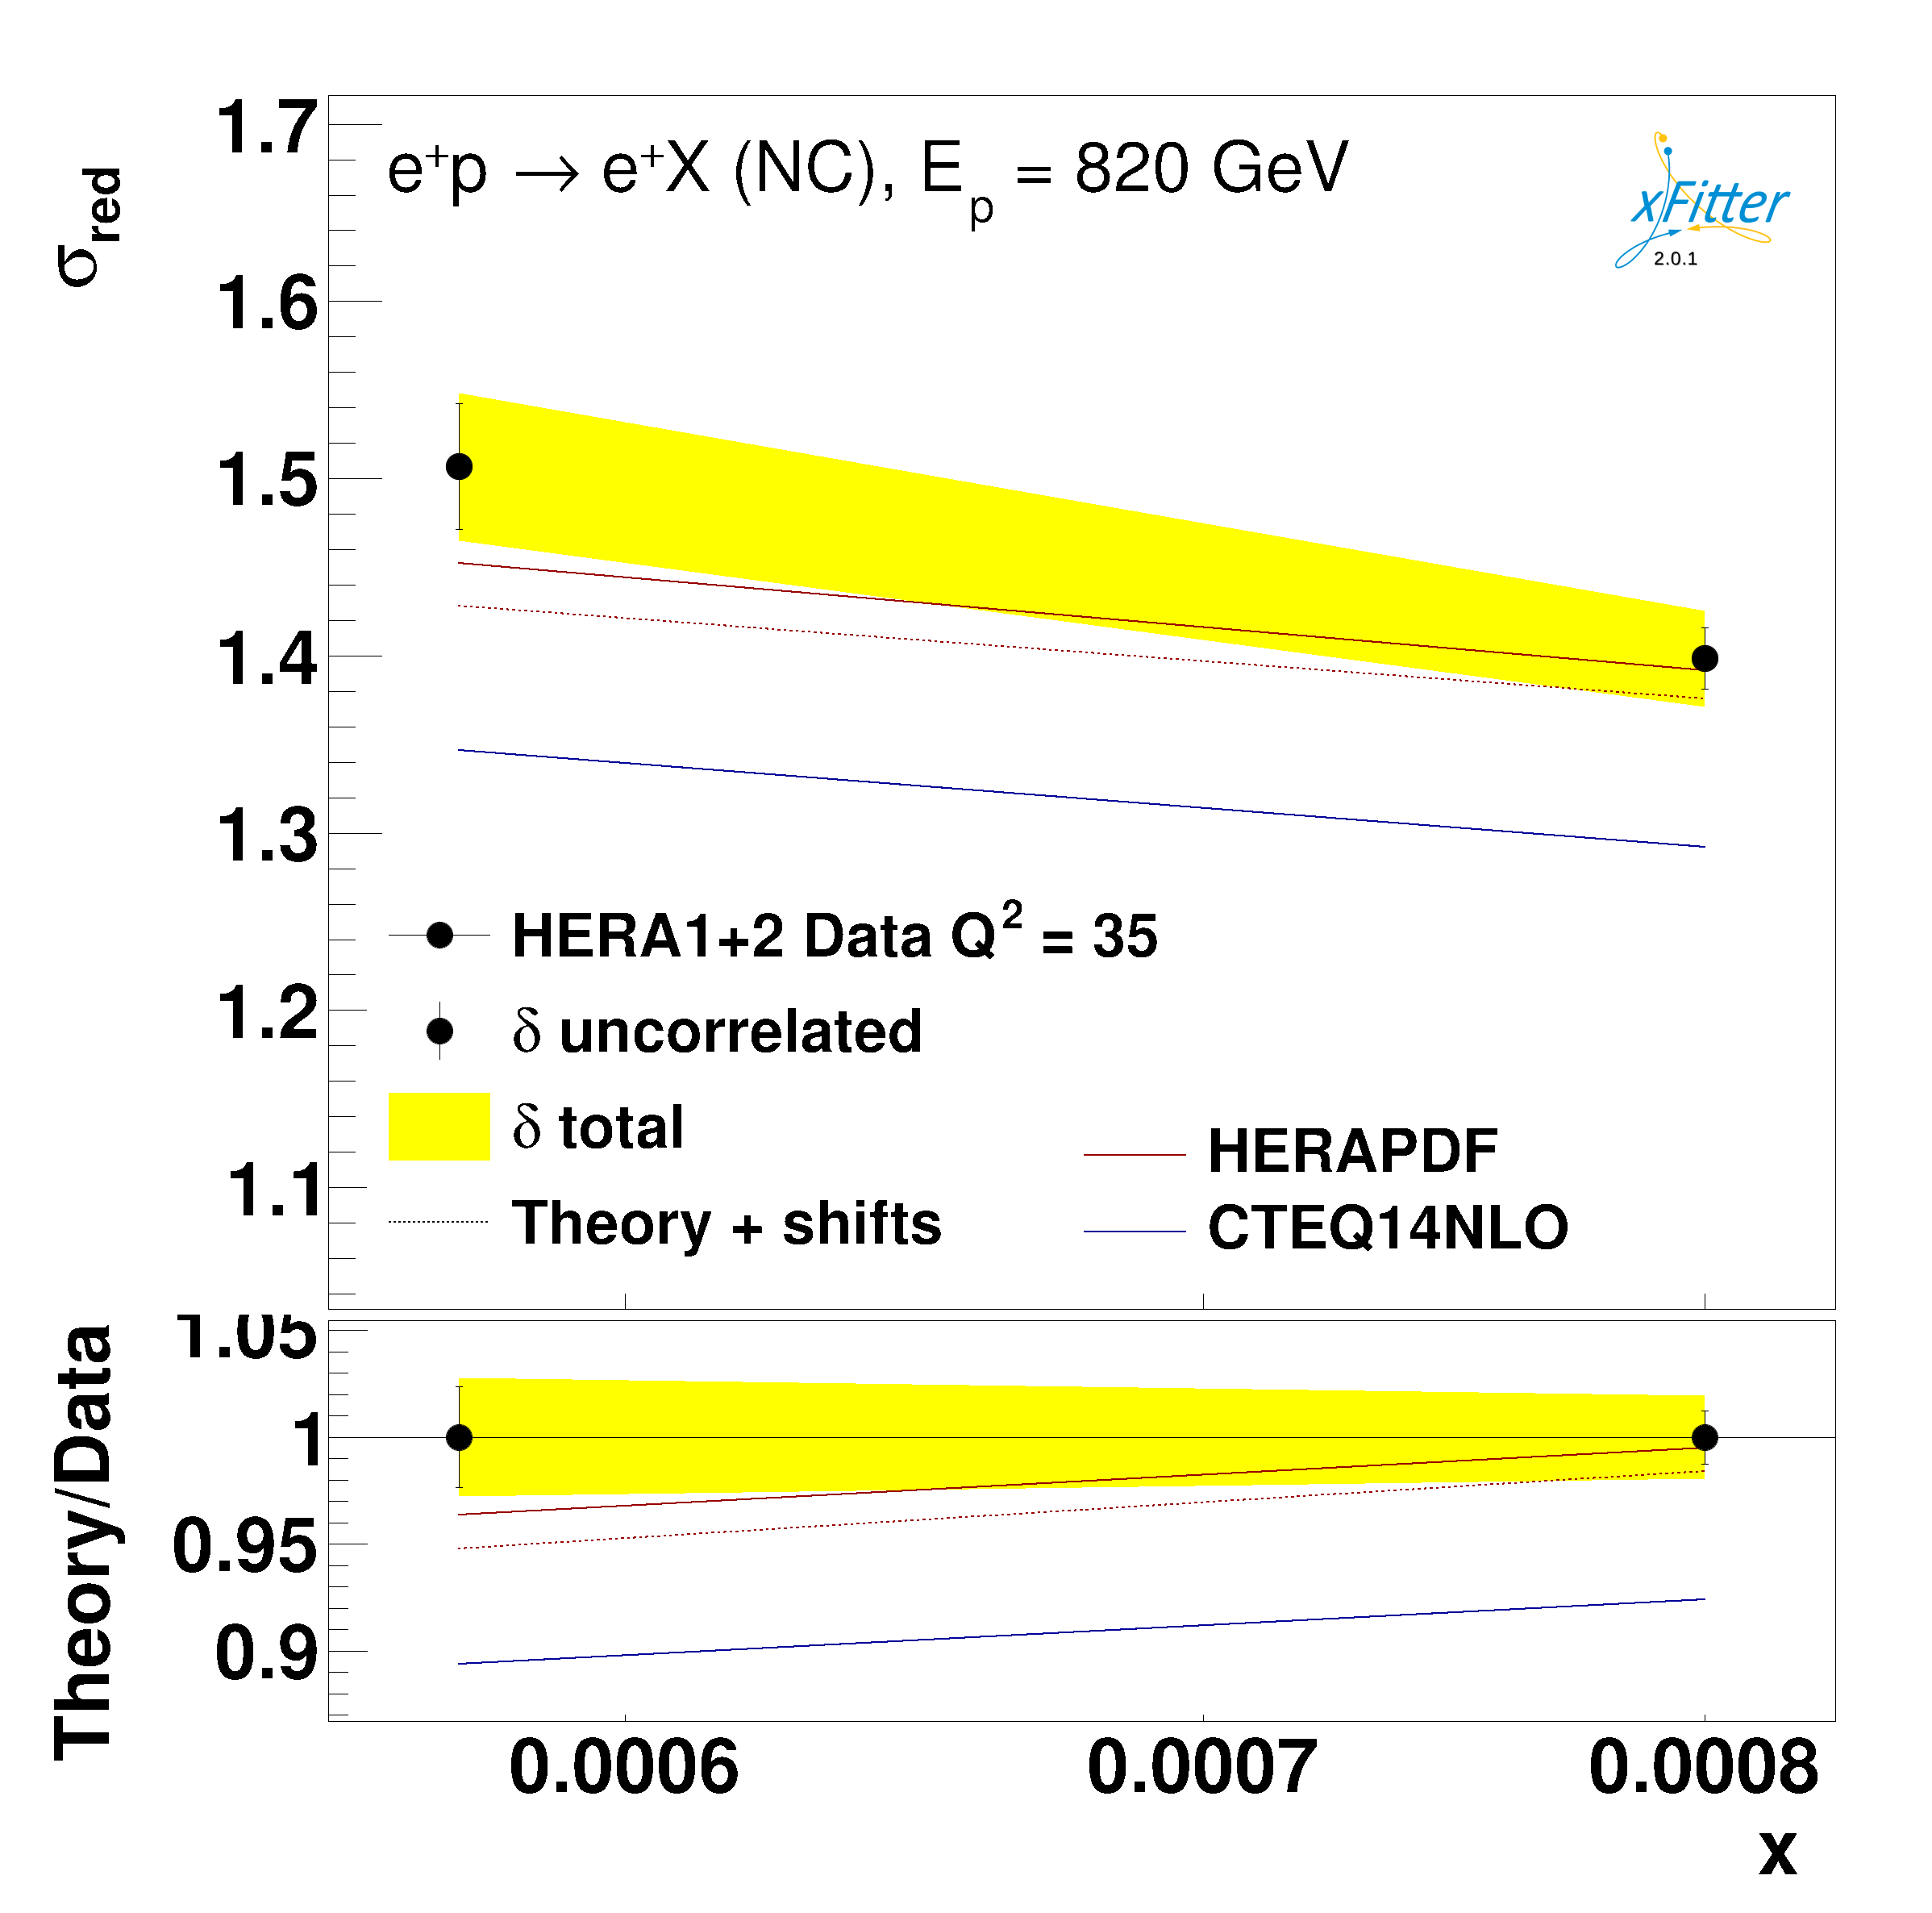 σred
e+p → e+X (NC), Ep = 820 GeV
xFitter
2.0.1
1.7
1.6
1.5
1.4
1.3
1.2
1.1
HERA1+2 Data Q2 = 35
δ uncorrelated
δ total
Theory + shifts
HERAPDF
CTEQ14NLO
Theory/Data
1.05
1
0.95
0.9
0.0006
0.0007
0.0008
x